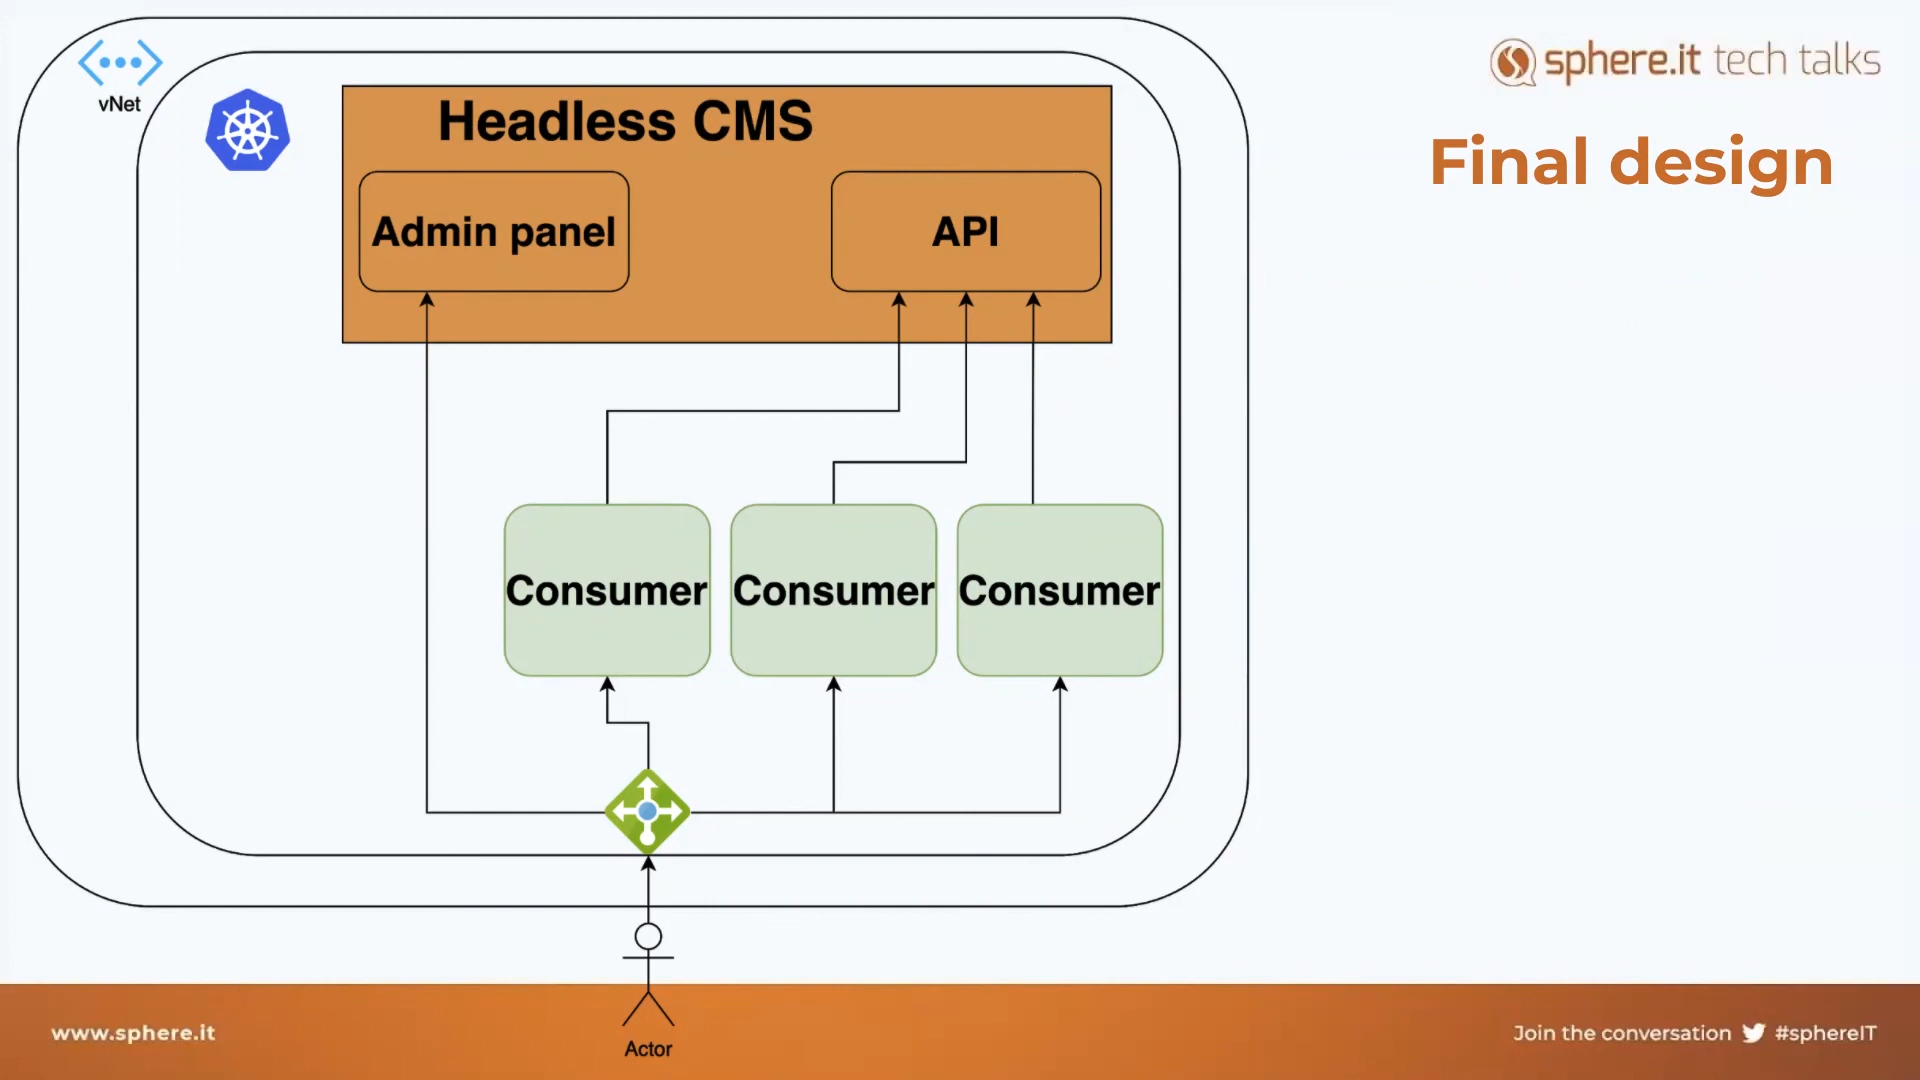 vNet
sphere.it tech talks
Final design
Headless CMS
Admin panel
API
Consumer
Consumer
Consumer
Actor
www.sphere.it
Join the conversation #sphereIT